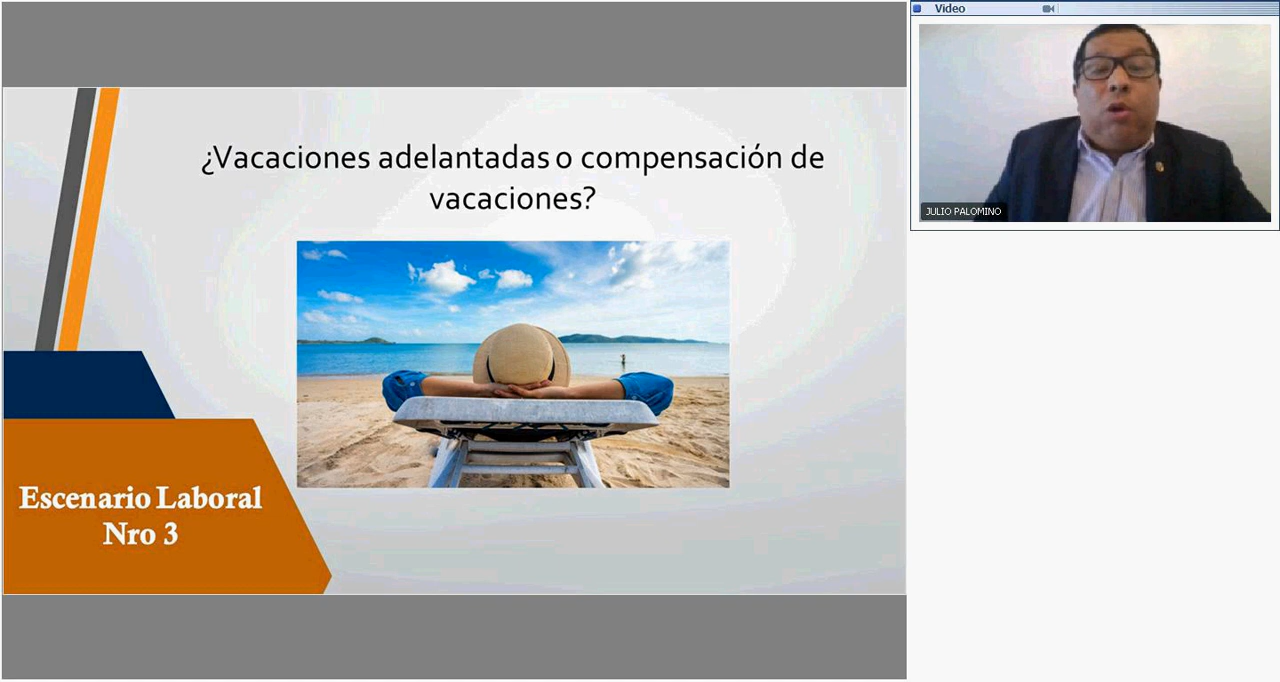 ¿Vacaciones adelantadas o compensación de
vacaciones?
Escenario Laboral
Nro 3
Video
JULIO PALOMINO